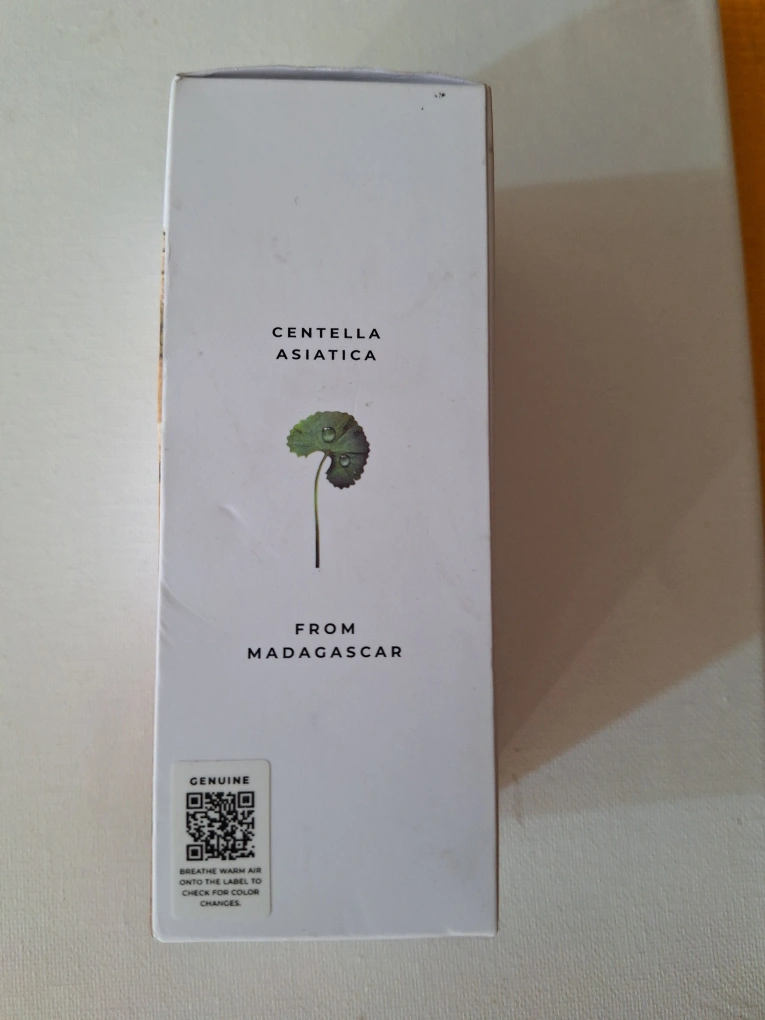 CENTELLA
ASIATICA
FROM
MADAGASCAR
GENUINE
BREATHE WARM AIR
ONTO THE LABEL TO
CHECK FOR COLOR
CHANGES.